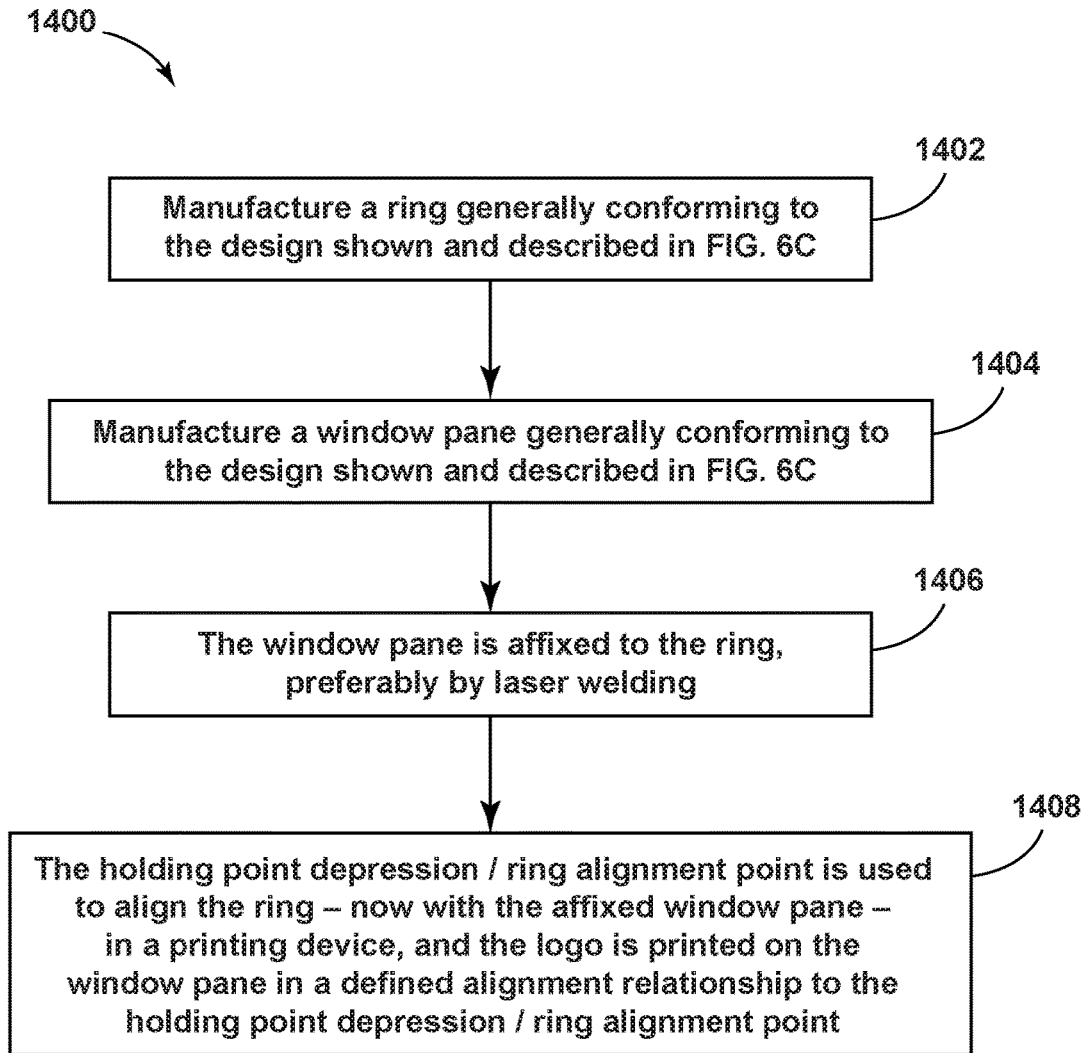 1400
1402
Manufacture a ring generally conforming to
the design shown and described in FIG. 6C
1404
Manufacture a window pane generally conforming to
the design shown and described in FIG. 6C
1406
The window pane is affixed to the ring,
preferably by laser welding
1408
The holding point depression / ring alignment point is used
to align the ring – now with the affixed window pane –
in a printing device, and the logo is printed on the
window pane in a defined alignment relationship to the
holding point depression / ring alignment point